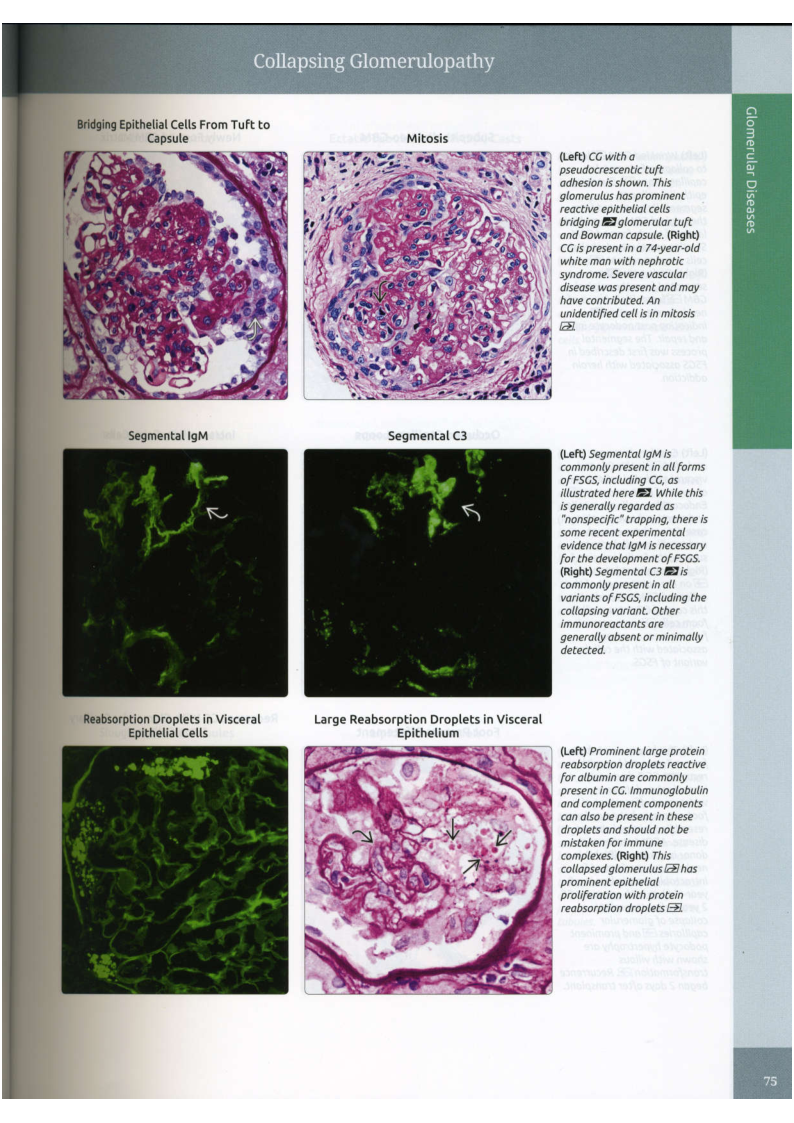 Collapsing Glomerulopathy
Glomerular Diseases
Bridging Epithelial Cells From Tuft to
Capsule
Mitosis
(Left) CG with a
pseudocrescentic tuft
adhesion is shown. This
glomerulus has prominent
reactive epithelial cells
bridging glomerular tuft
and Bowman capsule. (Right)
CG is present in a 74-year-old
white man with nephrotic
syndrome. Severe vascular
disease was present and may
have contributed. An
unidentified cell is in mitosis
.
Segmental IgM
Segmental C3
(Left) Segmental IgM is
commonly present in all forms
of FSGS, including CG, as
illustrated here . While this
is generally regarded as
"nonspecific" trapping, there is
some recent experimental
evidence that IgM is necessary
for the development of FSGS.
(Right) Segmental C3 is
commonly present in all
variants of FSGS, including the
collapsing variant. Other
immunoreactants are
generally absent or minimally
detected.
Reabsorption Droplets in Visceral
Epithelial Cells
Large Reabsorption Droplets in Visceral
Epithelium
(Left) Prominent large protein
reabsorption droplets reactive
for albumin are commonly
present in CG. Immunoglobulin
and complement components
can also be present in these
droplets and should not be
mistaken for immune
complexes. (Right) This
collapsed glomerulus has
prominent epithelial
proliferation with protein
reabsorption droplets .
75